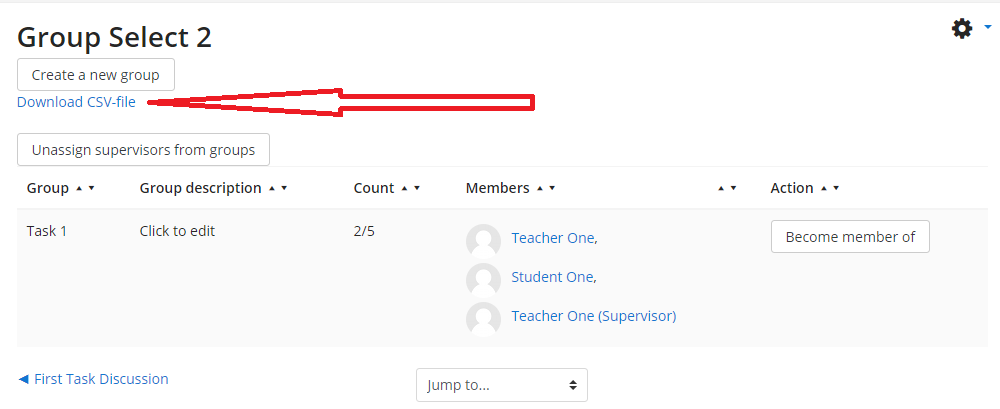 Group Select 2
Create a new group
Download CSV-file
Unassign supervisors from groups
Group Group description Count Members Action
Task 1 Click to edit 2/5 Teacher One, Become member of
Student One,
Teacher One (Supervisor)
◄ First Task Discussion Jump to...